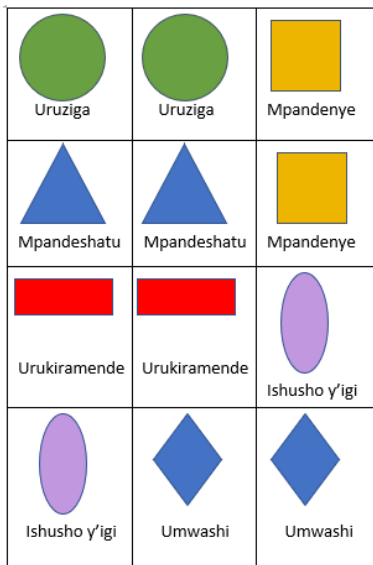 Uruziga
Uruziga
Mpandenye
Mpandeshatu
Mpandeshatu
Mpandenye
Urukiramende
Urukiramende
Ishusho y’igi
Ishusho y’igi
Umwashi
Umwashi